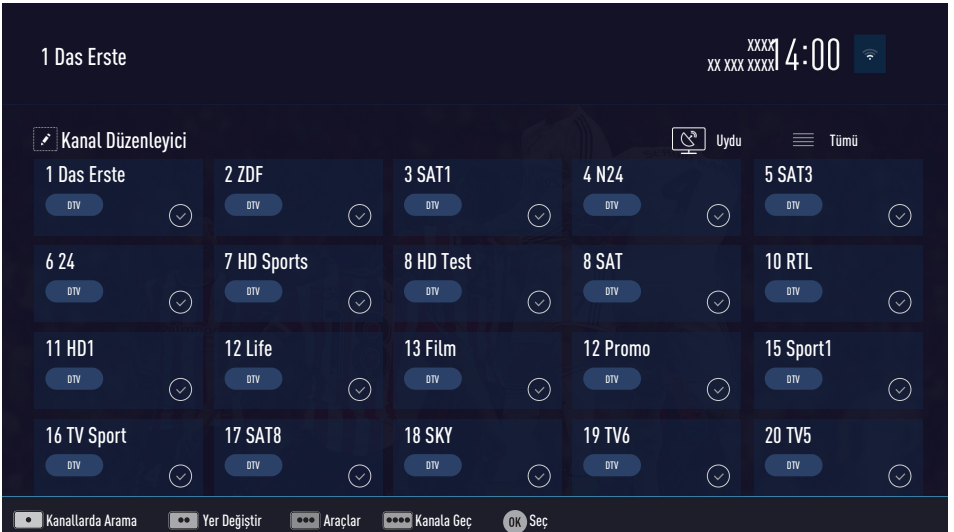 1 Das Erste
XXXX
XX XXX XXXX
14:00
Kanal Düzenleyici
Uydu
Tümü
1 Das Erste 2 ZDF 3 SAT1 4 N24 5 SAT3
DTV DTV DTV DTV DTV
6 24 7 HD Sports 8 HD Test 8 SAT 10 RTL
DTV DTV DTV DTV DTV
11 HD1 12 Life 13 Film 12 Promo 15 Sport1
DTV DTV DTV DTV DTV
16 TV Sport 17 SAT8 18 SKY 19 TV6 20 TV5
DTV DTV DTV DTV DTV
Kanallarda Arama Yer Değiştir Araçlar Kanala Geç OK Seç